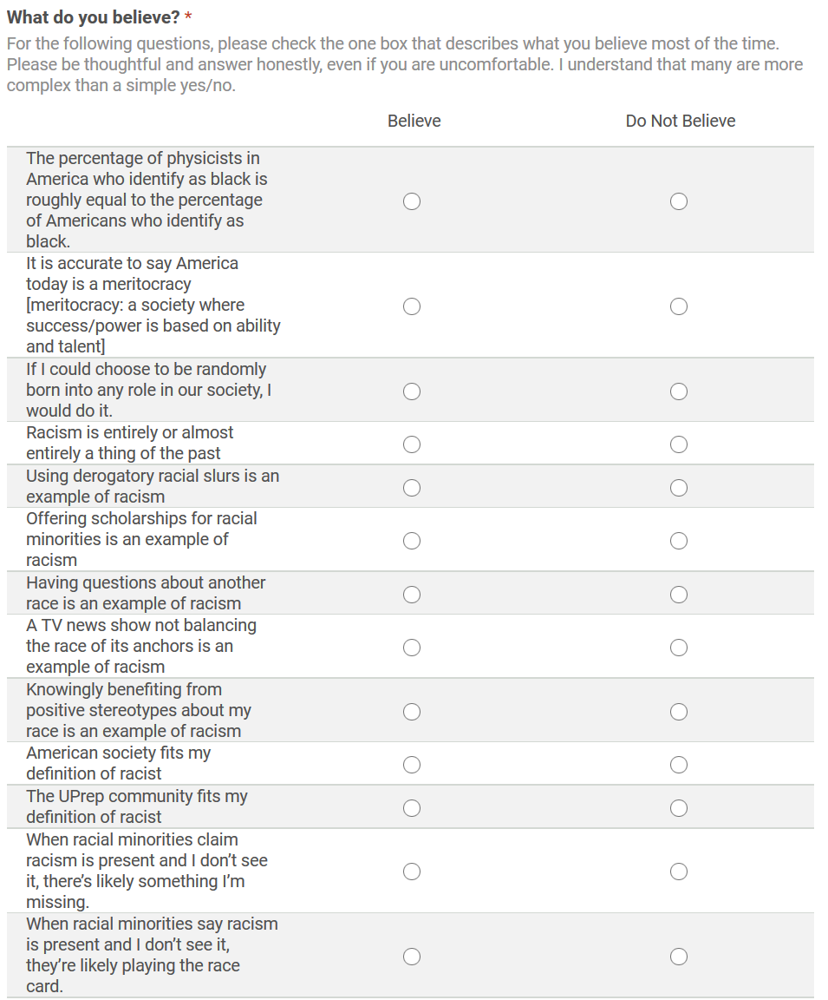 What do you believe? *
For the following questions, please check the one box that describes what you believe most of the time.
Please be thoughtful and answer honestly, even if you are uncomfortable. I understand that many are more
complex than a simple yes/no.
Believe
Do Not Believe
The percentage of physicists in
America who identify as black is
roughly equal to the percentage
of Americans who identify as
black.
It is accurate to say America
today is a meritocracy
[meritocracy: a society where
success/power is based on ability
and talent]
If I could choose to be randomly
born into any role in our society, I
would do it.
Racism is entirely or almost
entirely a thing of the past
Using derogatory racial slurs is an
example of racism
Offering scholarships for racial
minorities is an example of
racism
Having questions about another
race is an example of racism
A TV news show not balancing
the race of its anchors is an
example of racism
Knowingly benefiting from
positive stereotypes about my
race is an example of racism
American society fits my
definition of racist
The UPrep community fits my
definition of racist
When racial minorities claim
racism is present and I don’t see
it, there’s likely something I’m
missing.
When racial minorities say racism
is present and I don’t see it,
they’re likely playing the race
card.